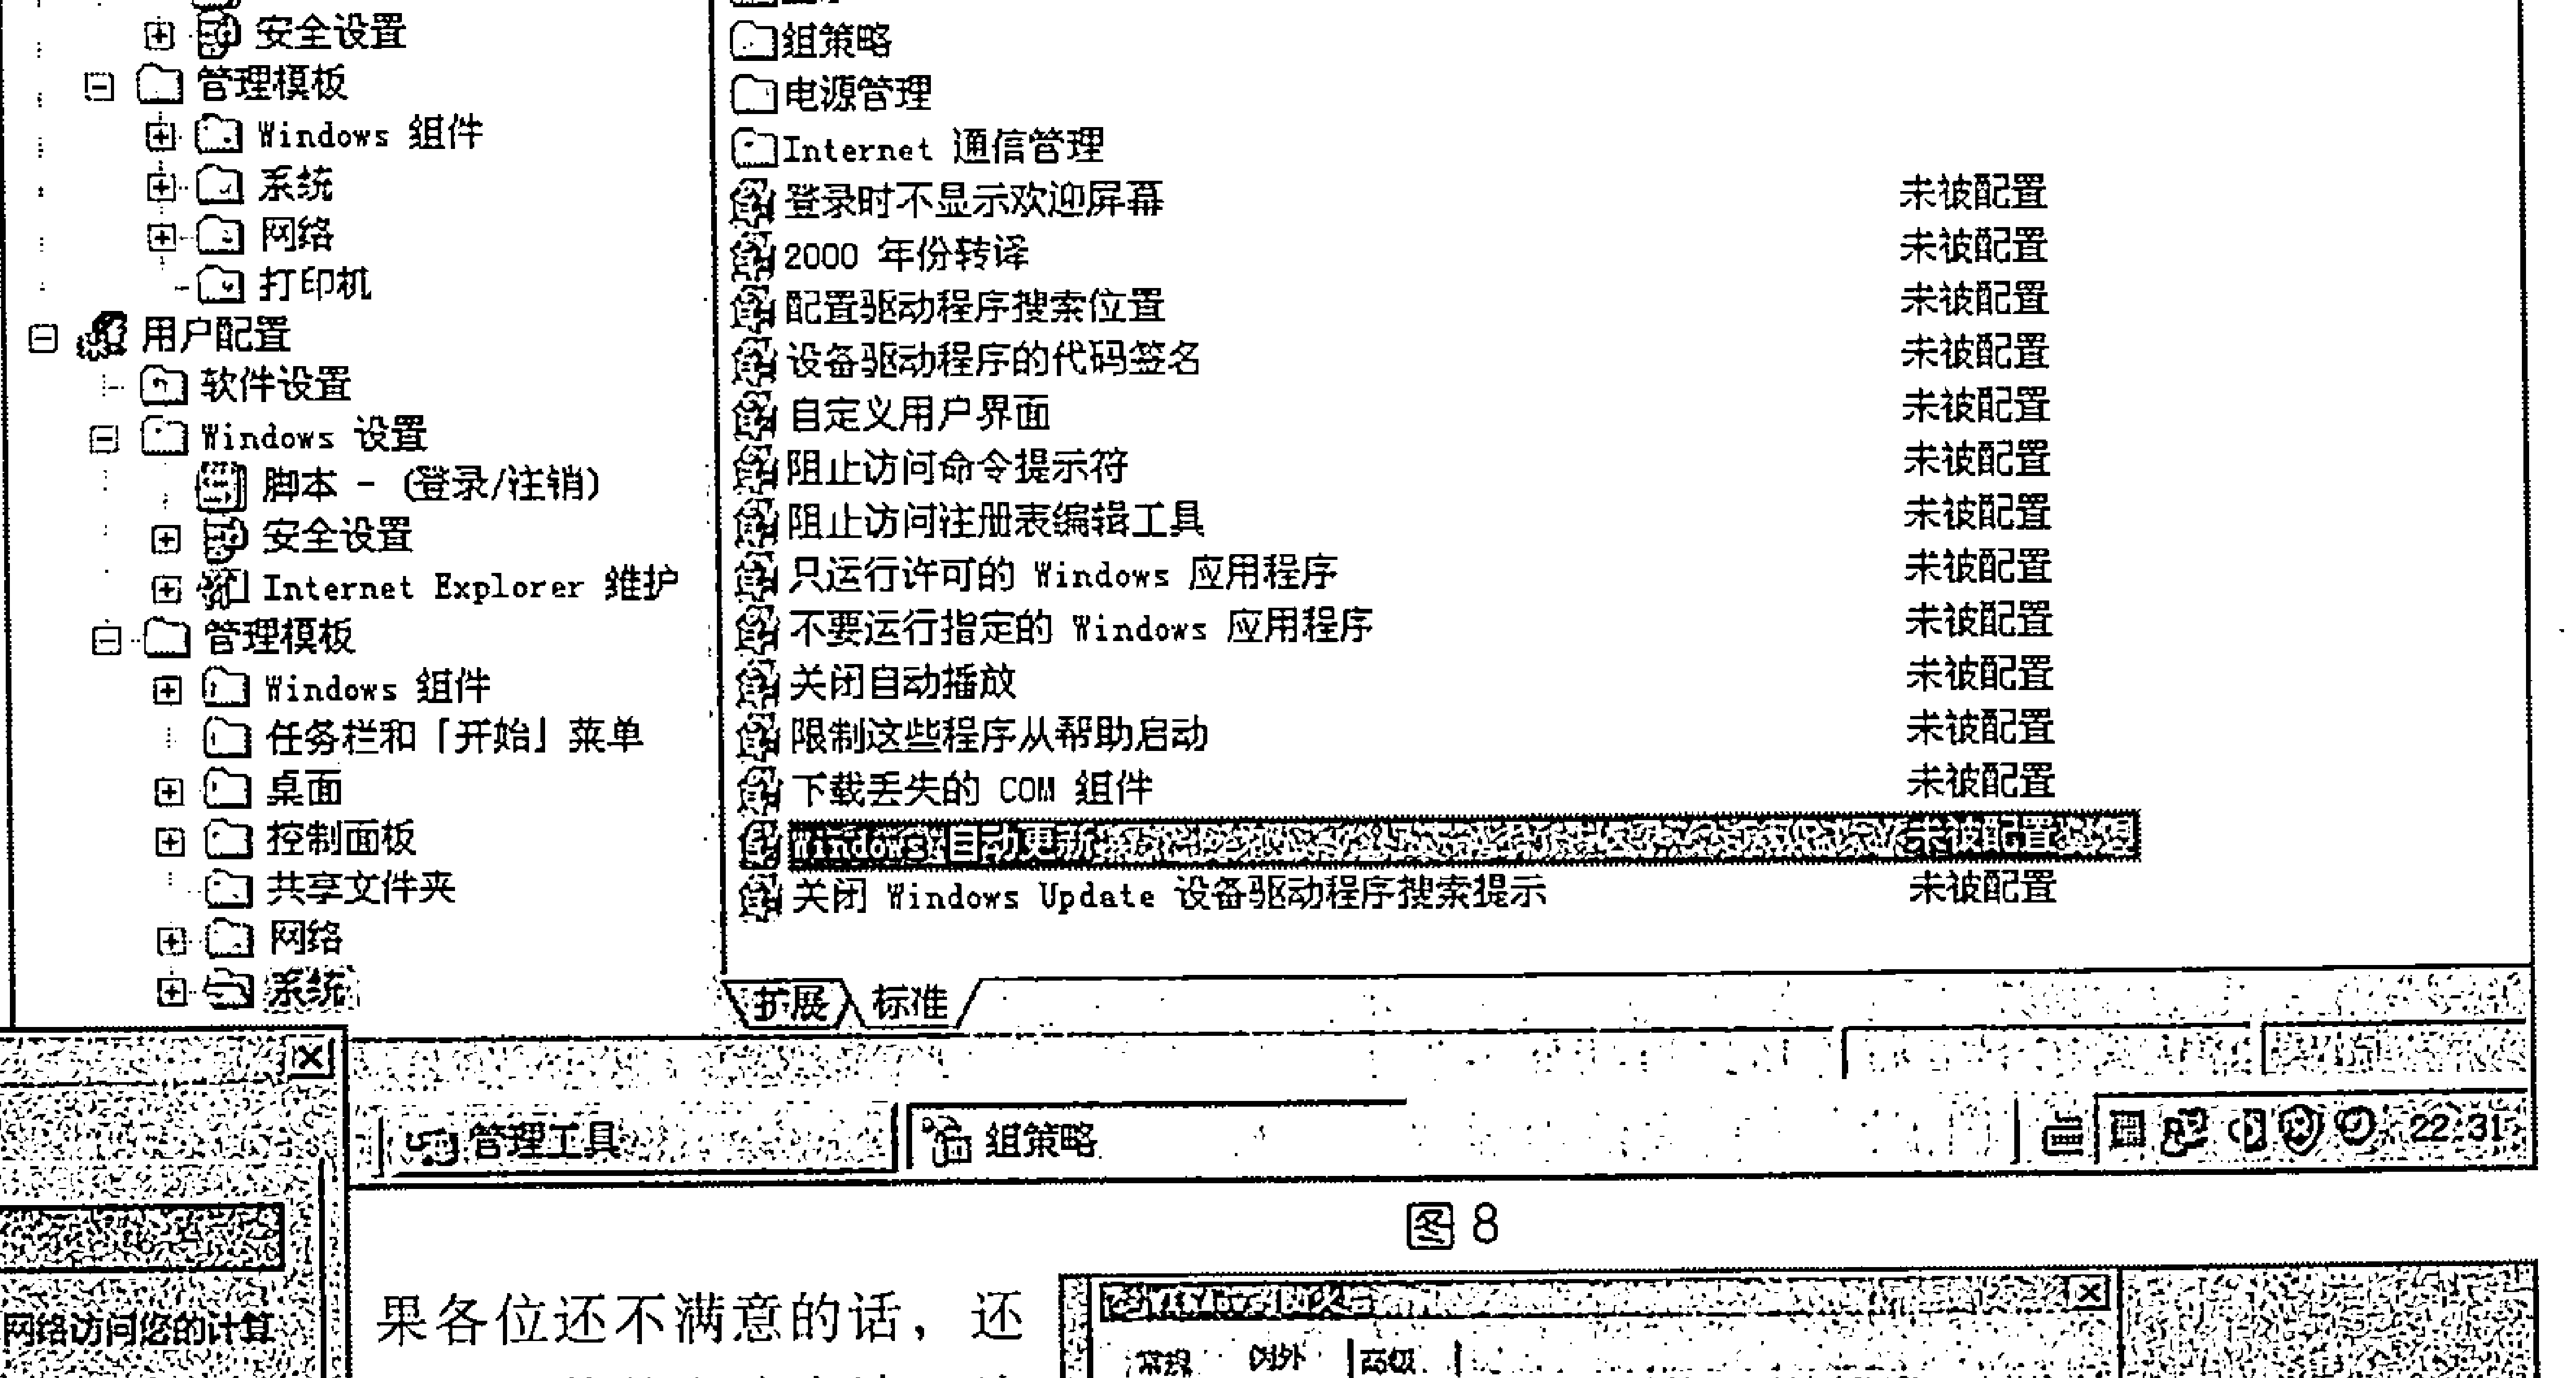 安全设置
管理模板
Windows 组件
系统
网络
打印机
用户配置
软件设置
Windows 设置
脚本 - (登录/注销)
安全设置
Internet Explorer 维护
管理模板
Windows 组件
任务栏和「开始」菜单
桌面
控制面板
共享文件夹
网络
系统
组策略
电源管理
Internet 通信管理
登录时不显示欢迎屏幕 未被配置
2000 年份转译 未被配置
配置驱动程序搜索位置 未被配置
设备驱动程序的代码签名 未被配置
自定义用户界面 未被配置
阻止访问命令提示符 未被配置
阻止访问注册表编辑工具 未被配置
只运行许可的 Windows 应用程序 未被配置
不要运行指定的 Windows 应用程序 未被配置
关闭自动播放 未被配置
限制这些程序从帮助启动 未被配置
下载丢失的 COM 组件 未被配置
Windows 自动更新 未被配置
关闭 Windows Update 设备驱动程序搜索提示 未被配置
扩展 标准
管理工具 组策略 22:31
图 8
网络访问您的计算
果各位还不满意的话，还
常规 例外 高级